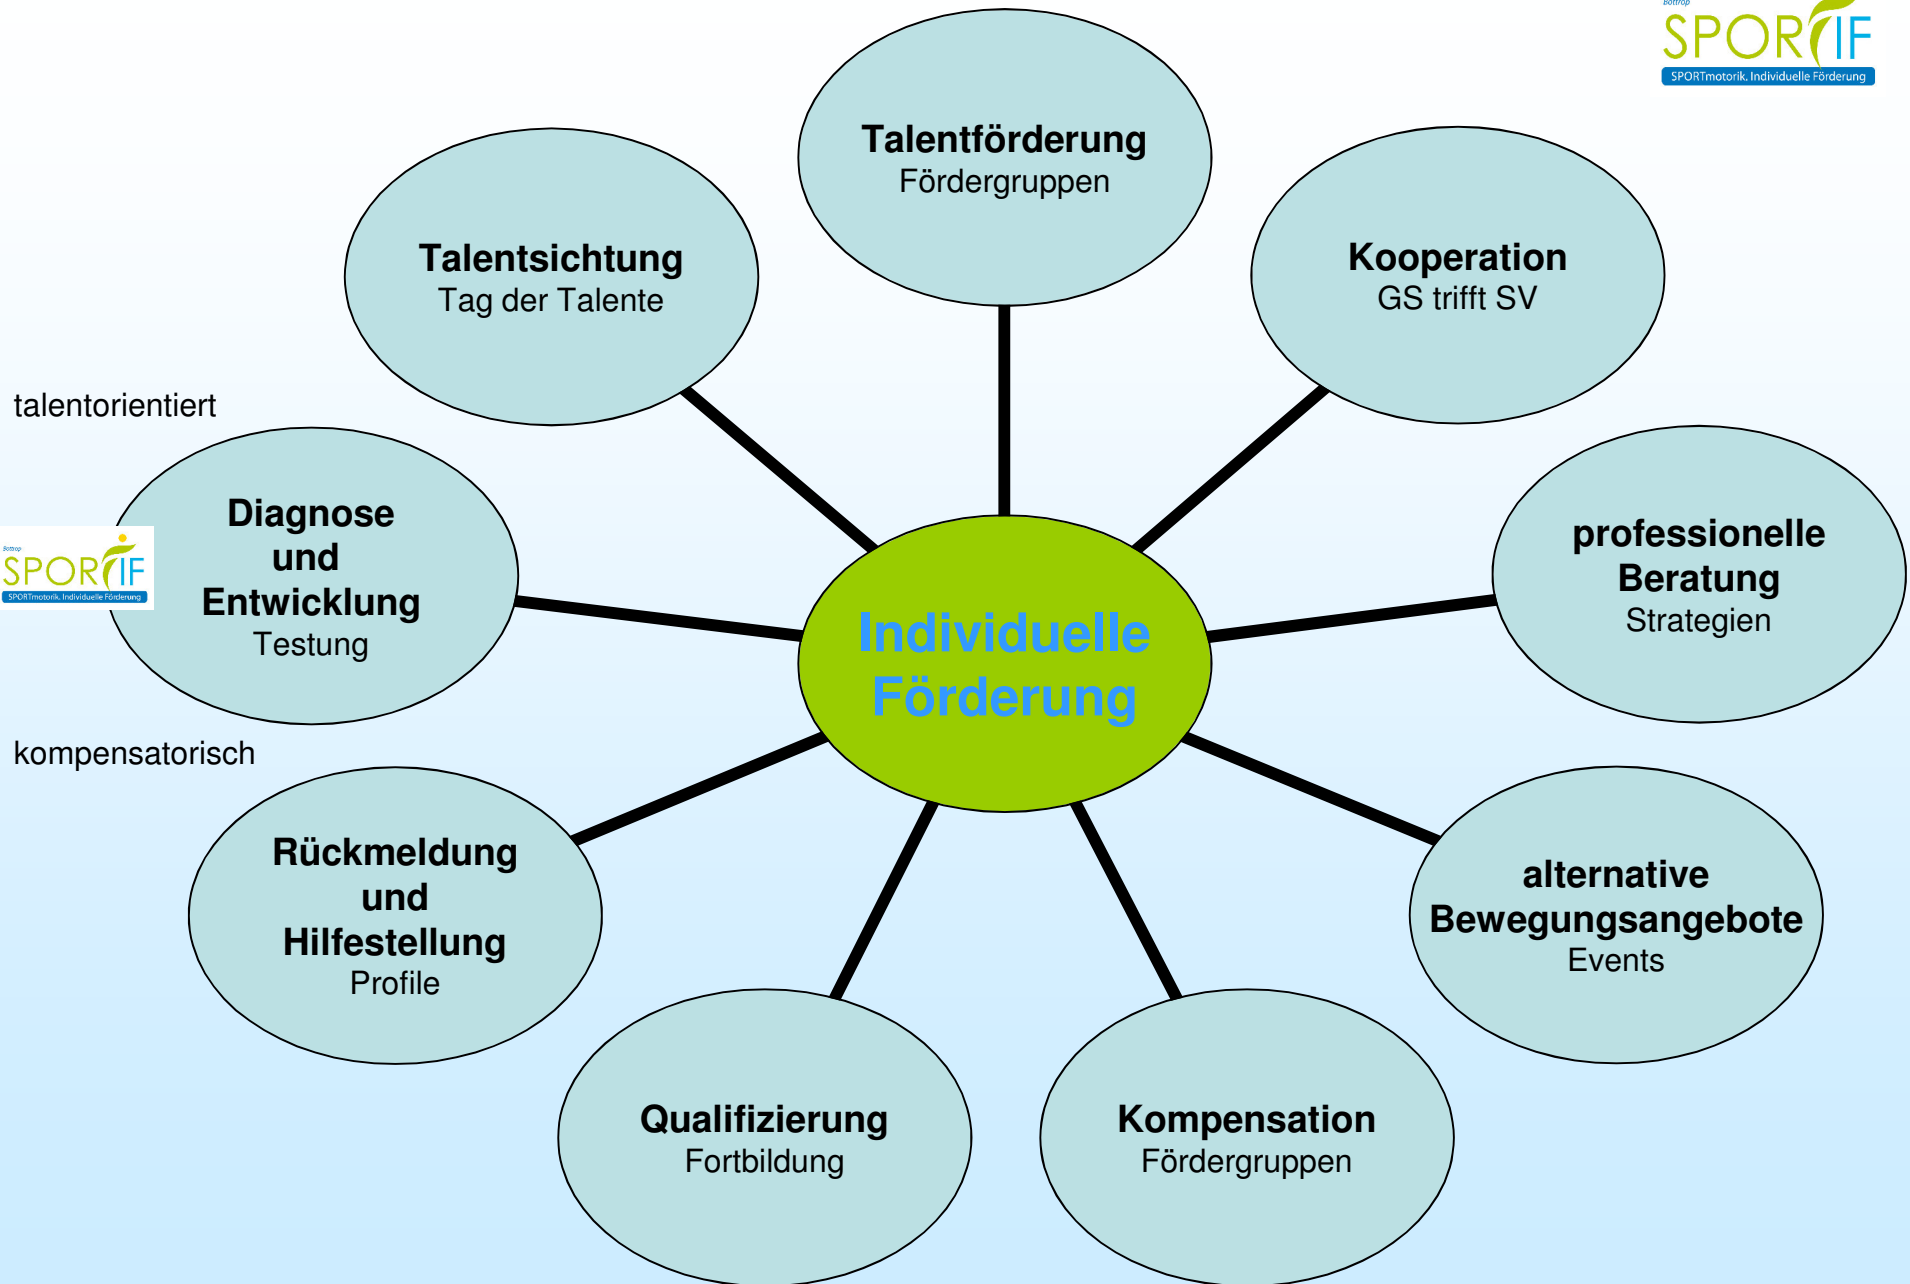 Bottrop
SPORTIF
SPORTmotorik. Individuelle Förderung
Talentförderung
Fördergruppen
Talentsichtung
Tag der Talente
Kooperation
GS trifft SV
talentorientiert
Diagnose
und
Entwicklung
Testung
Bottrop
SPORTIF
SPORTmotorik. Individuelle Förderung
professionelle
Beratung
Strategien
Individuelle
Förderung
kompensatorisch
Rückmeldung
und
Hilfestellung
Profile
alternative
Bewegungsangebote
Events
Qualifizierung
Fortbildung
Kompensation
Fördergruppen